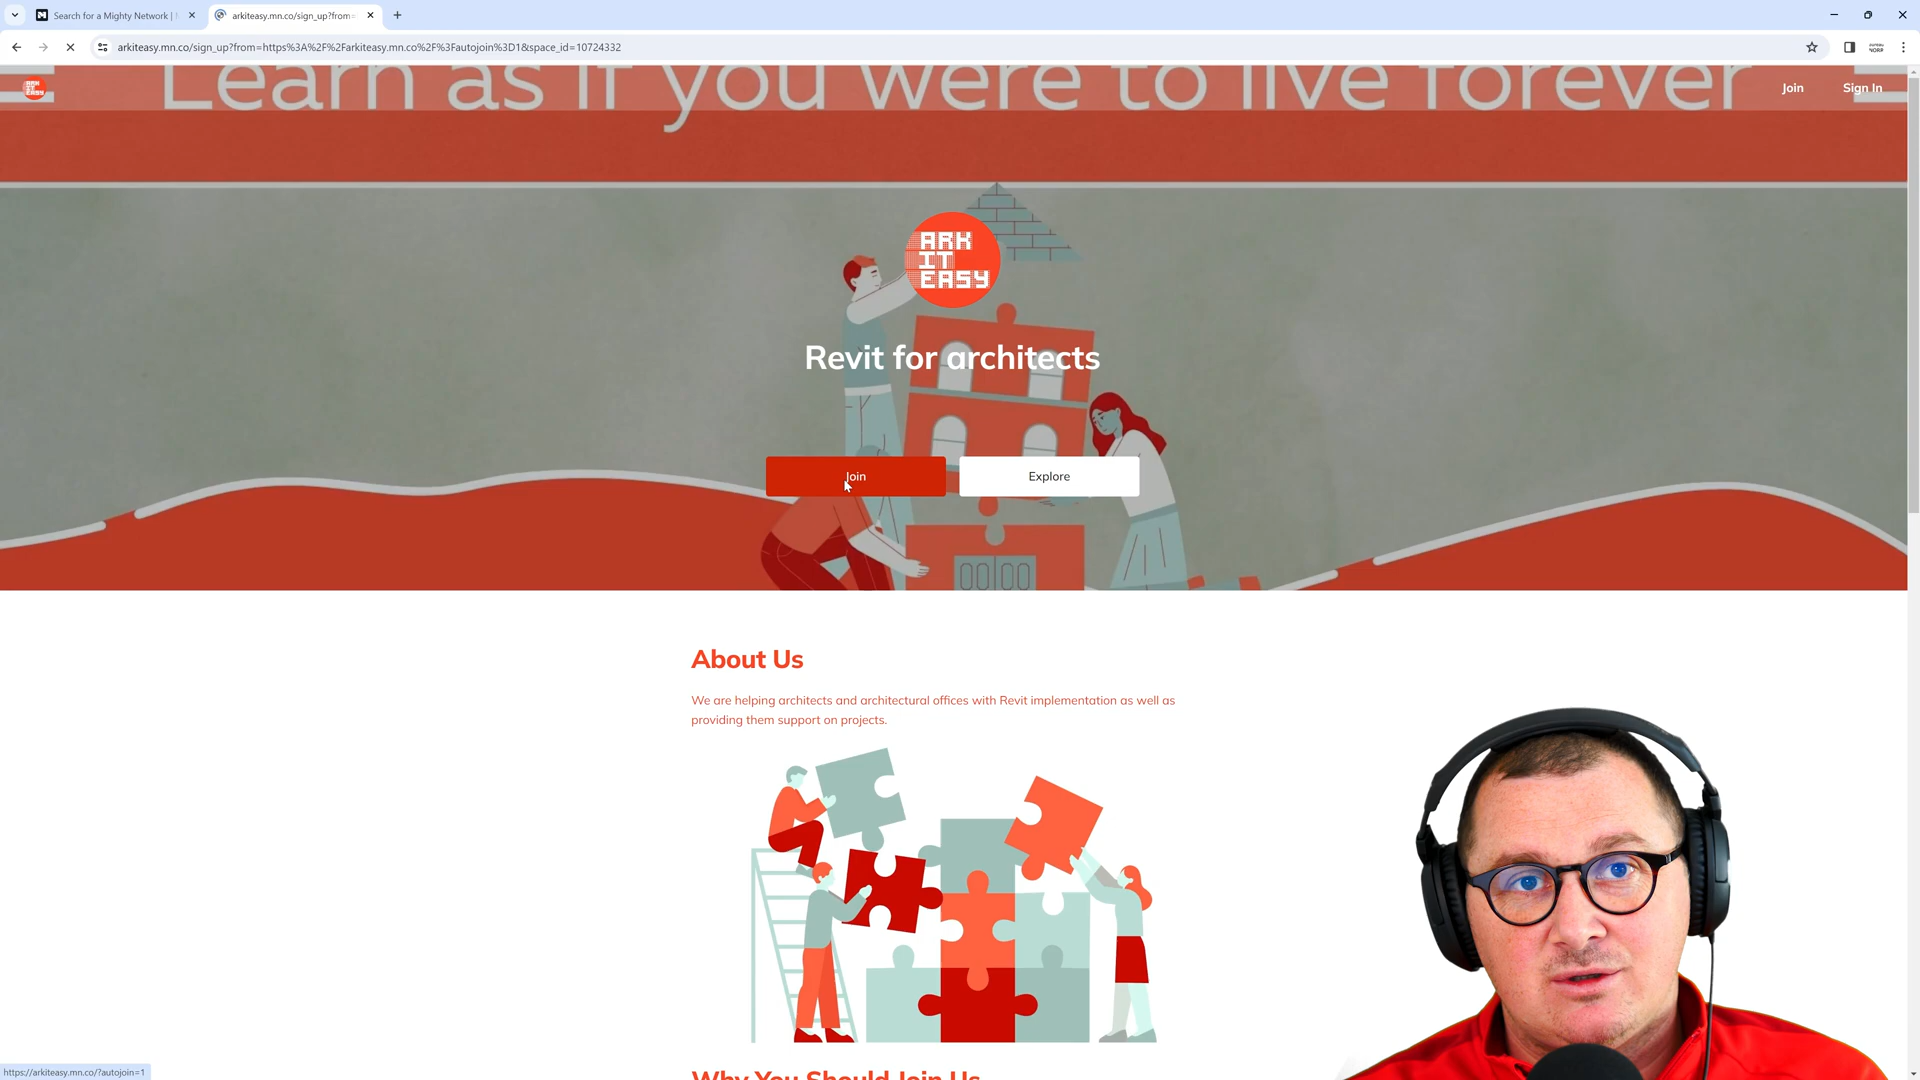 Search for a Mighty Network |
arkiteasy.mn.co/sign_up?from=
arkiteasy.mn.co/sign_up?from=https%3A%2F%2Farkiteasy.mn.co%2F%3Fautojoin%3D1&space_id=10724332
Learn as if you were to live forever
ARK
IT
EASY
Join
Sign In
ARK
IT
EASY
Revit for architects
Join
Explore
About Us
We are helping architects and architectural offices with Revit implementation as well as
providing them support on projects.
Why You Should Join Us
https://arkiteasy.mn.co/?autojoin=1